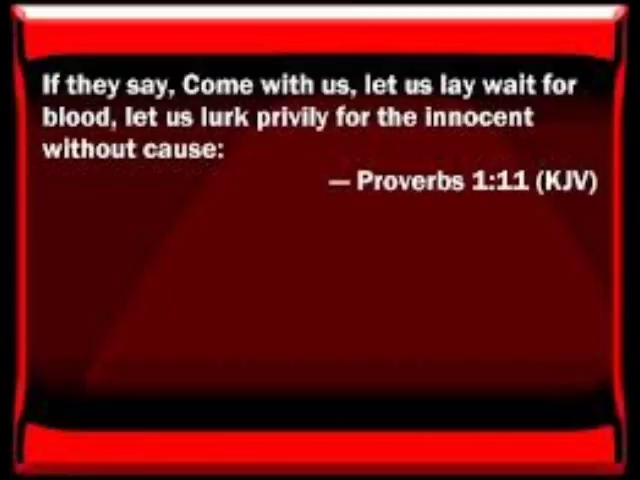 If they say, Come with us, let us lay wait for
blood, let us lurk privily for the innocent
without cause:
— Proverbs 1:11 (KJV)